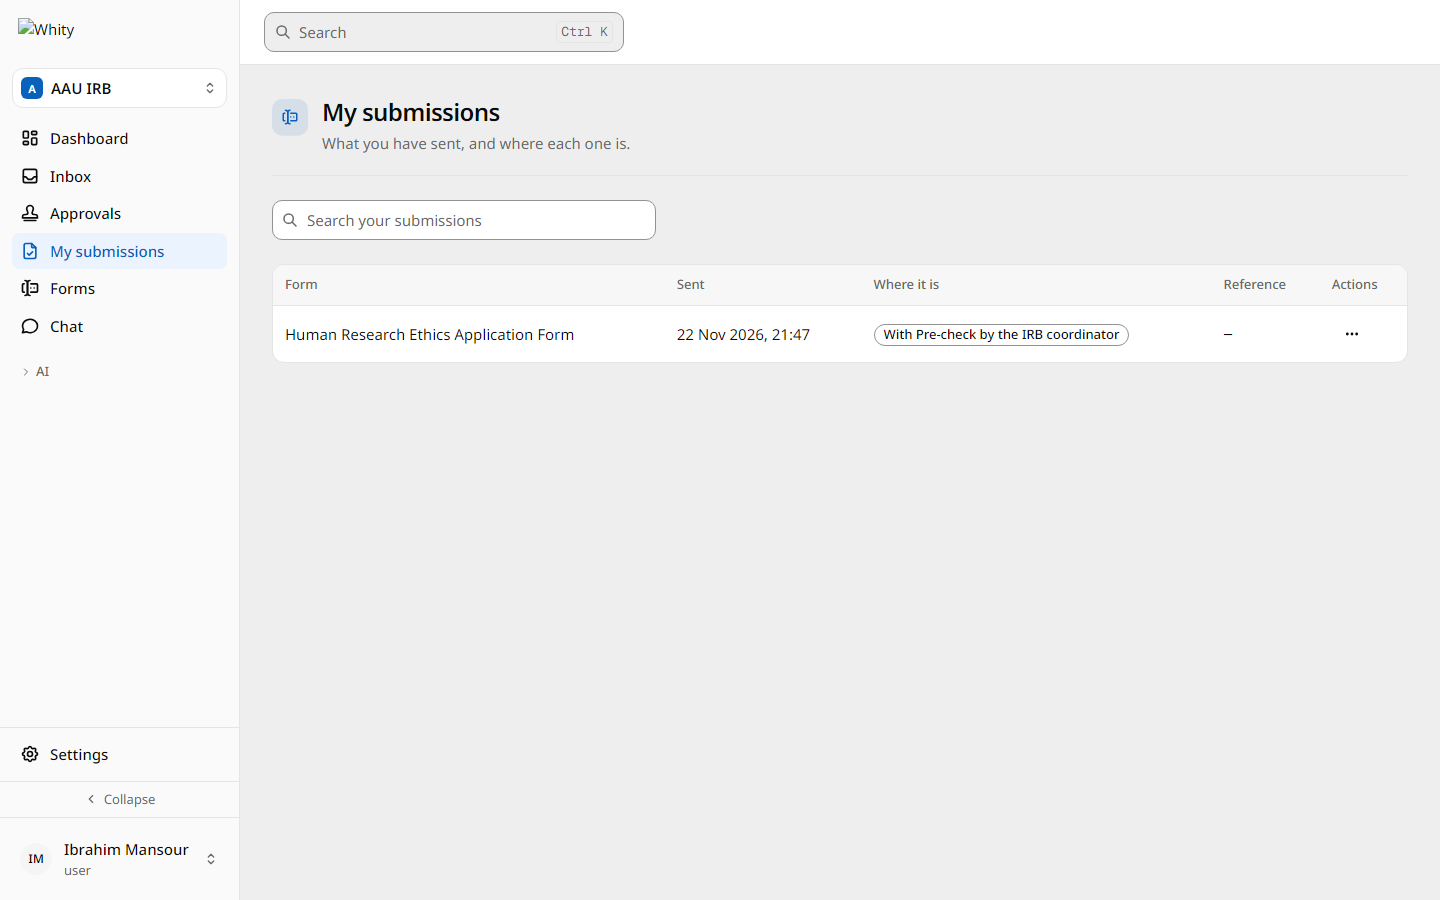 Whity
Search
Ctrl K
A
AAU IRB
Dashboard
Inbox
Approvals
My submissions
Forms
Chat
AI
Settings
Collapse
IM
Ibrahim Mansour
user
My submissions
What you have sent, and where each one is.
Search your submissions
Form Sent Where it is Reference Actions
Human Research Ethics Application Form 22 Nov 2026, 21:47 With Pre-check by the IRB coordinator –